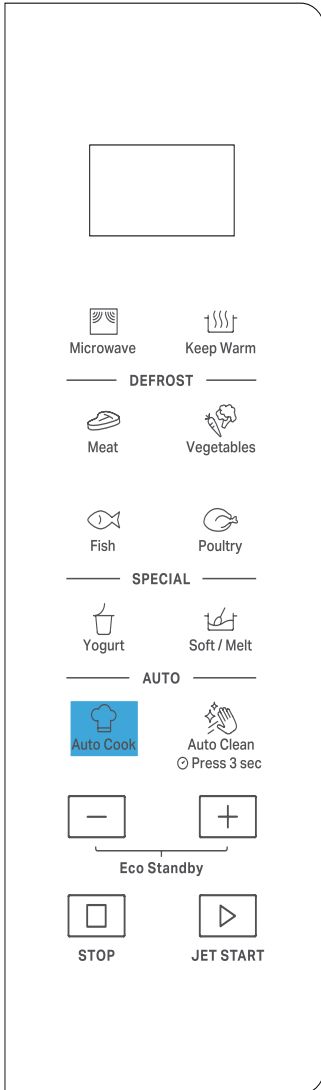 Microwave
Keep Warm
DEFROST
Meat
Vegetables
Fish
Poultry
SPECIAL
Yogurt
Soft / Melt
AUTO
Auto Cook
Auto Clean
Press 3 sec
Eco Standby
STOP
JET START